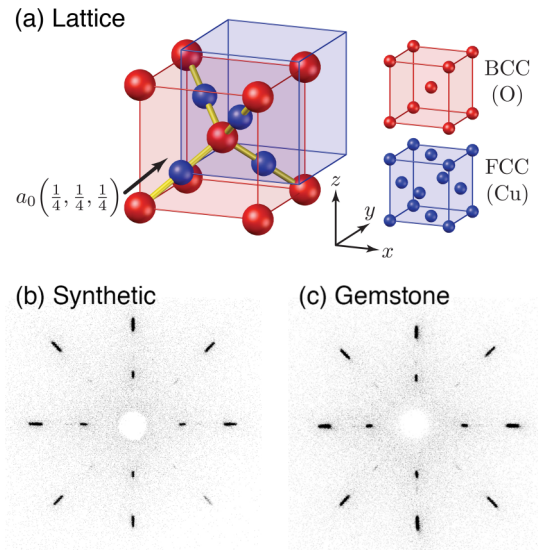 (a) Lattice
BCC
(O)
FCC
(Cu)
a₀(1/4, 1/4, 1/4)
z
y
x
(b) Synthetic
(c) Gemstone